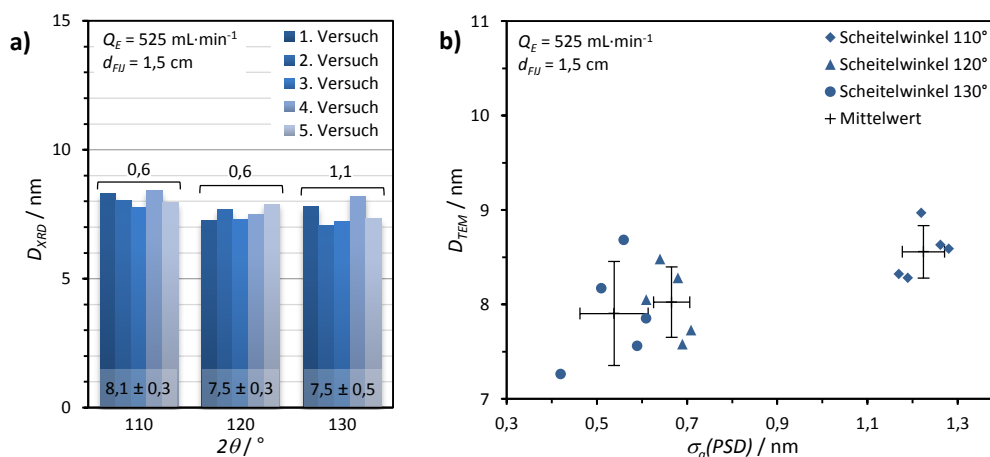 a)
Q_E = 525 mL·min⁻¹
d_FIJ = 1,5 cm
1. Versuch
2. Versuch
3. Versuch
4. Versuch
5. Versuch
15
10
5
0
D_XRD / nm
0,6
0,6
1,1
8,1 ± 0,3
7,5 ± 0,3
7,5 ± 0,5
110
120
130
2θ / °
b)
Q_E = 525 mL·min⁻¹
d_FIJ = 1,5 cm
Scheitelwinkel 110°
Scheitelwinkel 120°
Scheitelwinkel 130°
Mittelwert
11
10
9
8
7
D_TEM / nm
0,3
0,5
0,7
0,9
1,1
1,3
σ_g(PSD) / nm